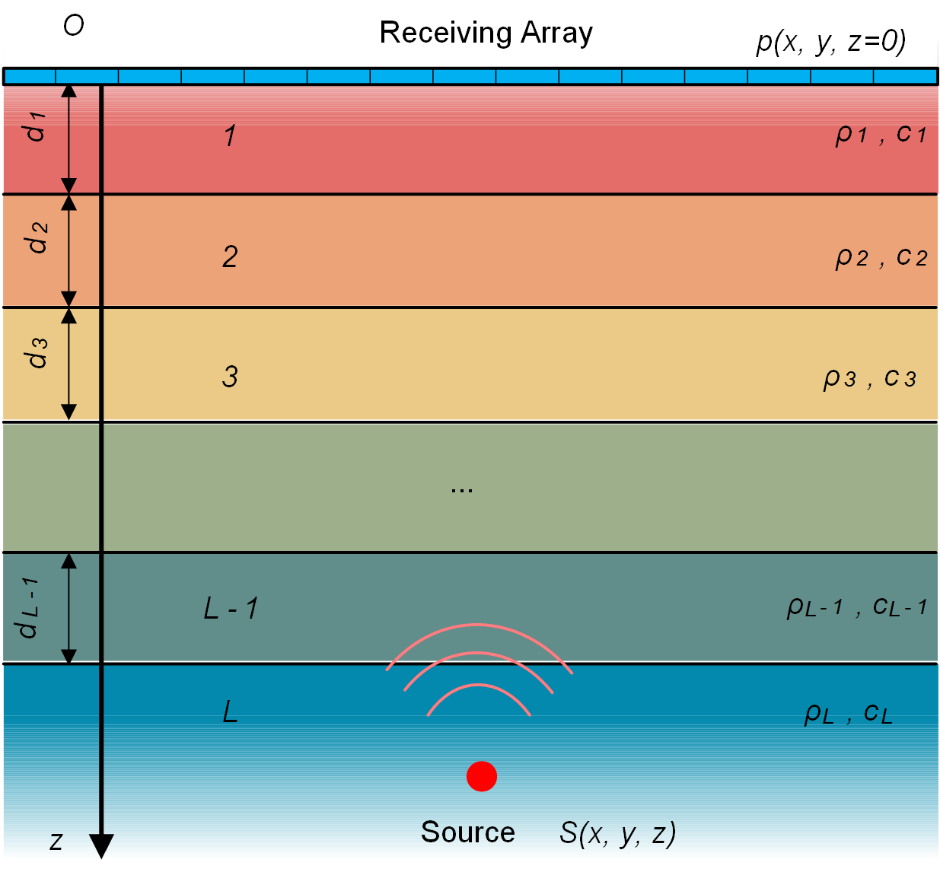 O
Receiving Array
p(x, y, z=0)
d1
1
ρ1 , c1
d2
2
ρ2 , c2
d3
3
ρ3 , c3
...
dL-1
L-1
ρL-1 , cL-1
L
ρL , cL
z
Source
S(x, y, z)